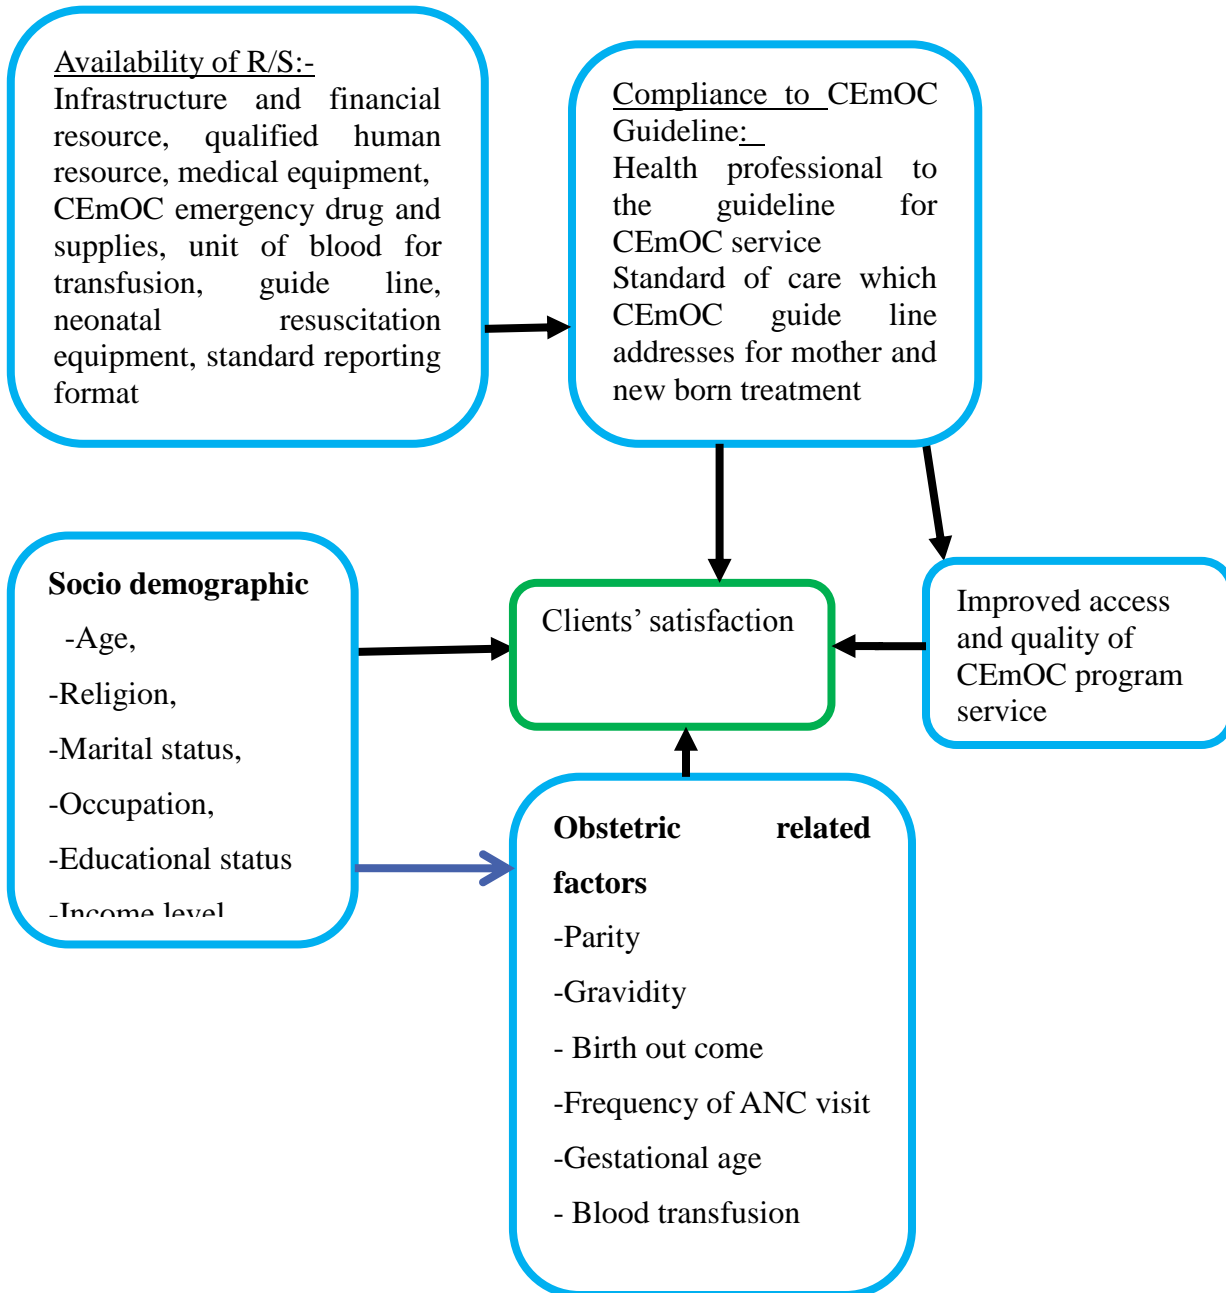 Availability of R/S:-
Infrastructure and financial
resource, qualified human
resource, medical equipment,
CEmOC emergency drug and
supplies, unit of blood for
transfusion, guide line,
neonatal resuscitation
equipment, standard reporting
format
Compliance to CEmOC
Guideline:
Health professional to
the guideline for
CEmOC service
Standard of care which
CEmOC guide line
addresses for mother and
new born treatment
Socio demographic
-Age,
-Religion,
-Marital status,
-Occupation,
-Educational status
-Income level
Clients’ satisfaction
Improved access
and quality of
CEmOC program
service
Obstetric related
factors
-Parity
-Gravidity
- Birth out come
-Frequency of ANC visit
-Gestational age
- Blood transfusion